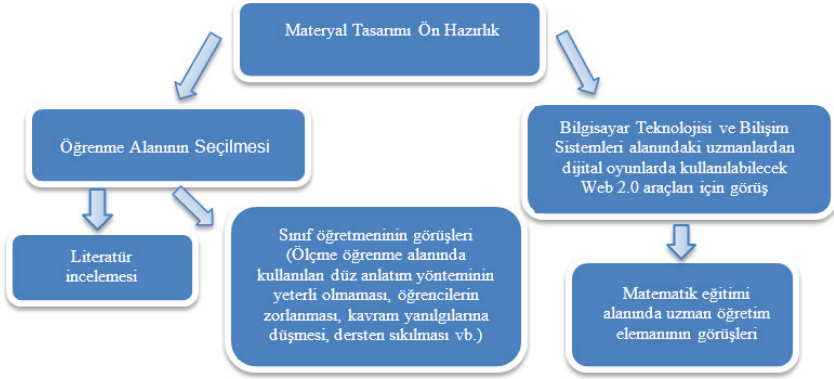 Materyal Tasarımı Ön Hazırlık
Öğrenme Alanının Seçilmesi
Bilgisayar Teknolojisi ve Bilişim
Sistemleri alanındaki uzmanlardan
dijital oyunlarda kullanılabilecek
Web 2.0 araçları için görüş
Literatür
incelemesi
Sınıf öğretmeninin görüşleri
(Ölçme öğrenme alanında
kullanılan düz anlatım yönteminin
yeterli olmaması, öğrencilerin
zorlanması, kavram yanılgılarına
düşmesi, dersten sıkılması vb.)
Matematik eğitimi
alanında uzman öğretim
elemanının görüşleri